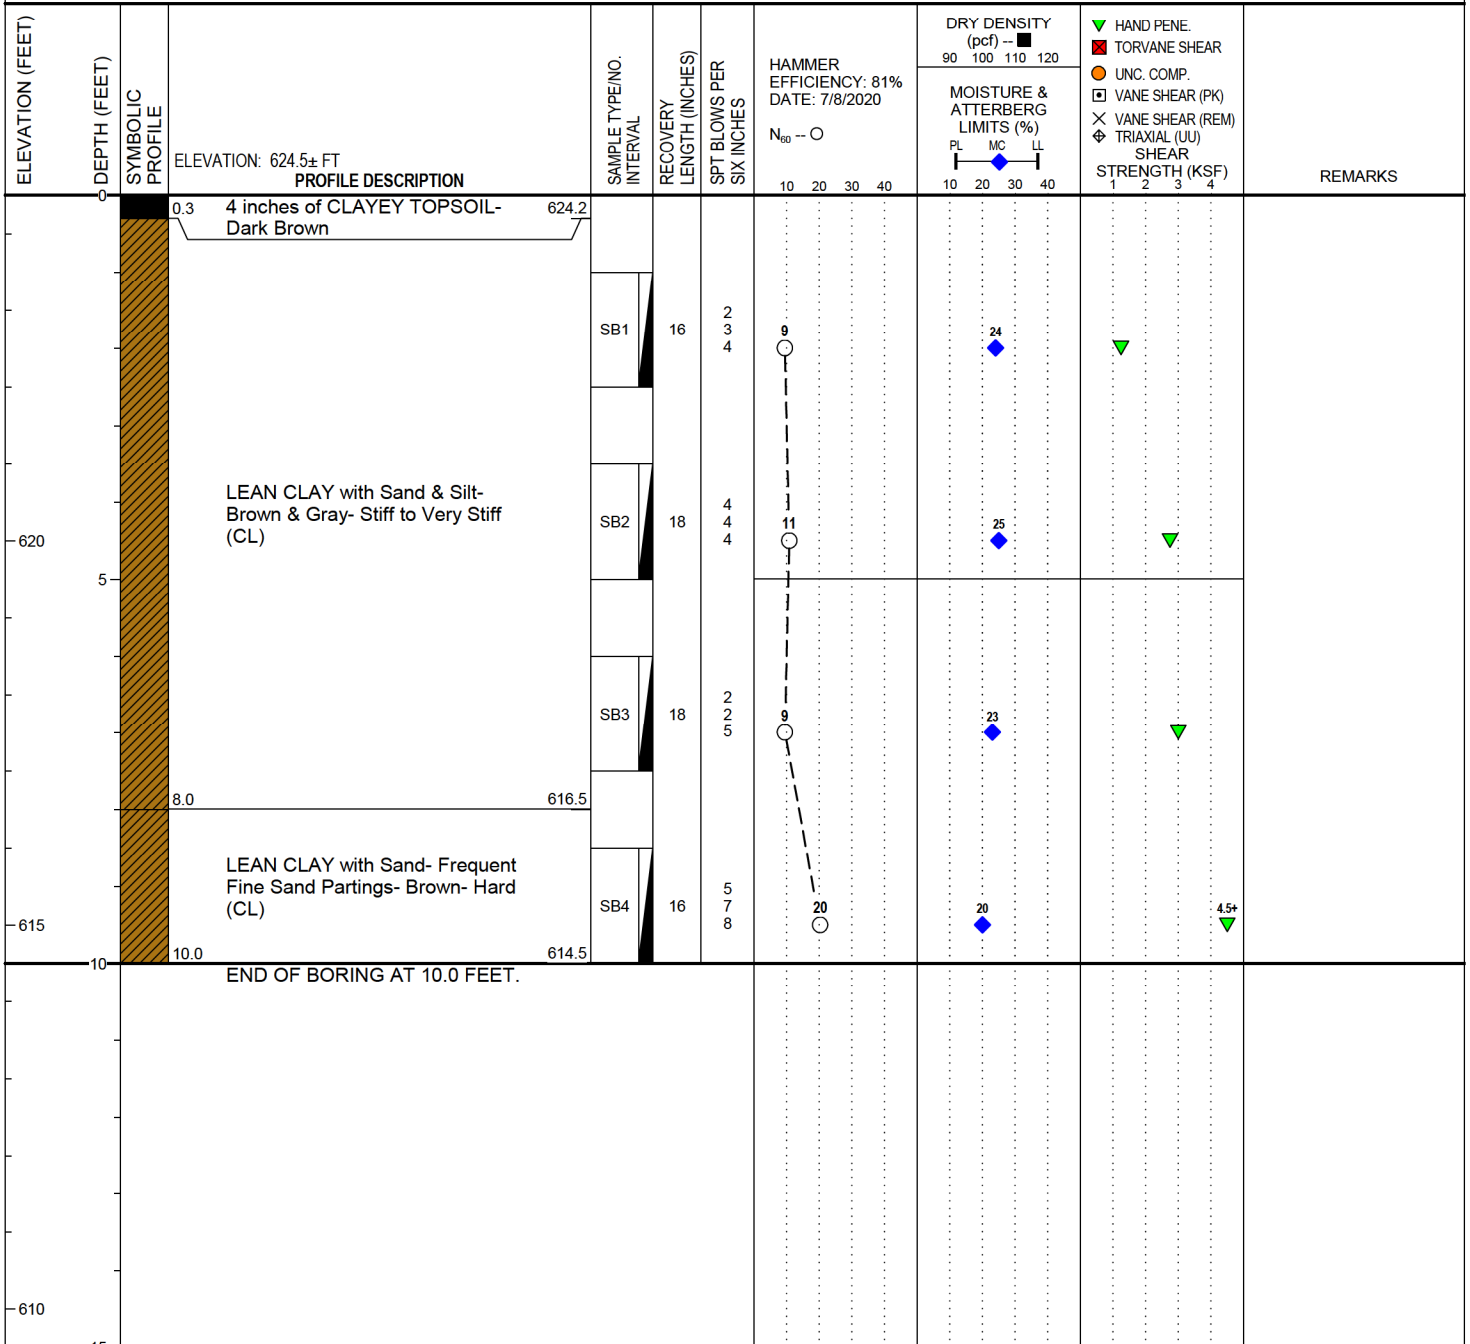 ELEVATION (FEET)
DEPTH (FEET)
SYMBOLIC
PROFILE
ELEVATION: 624.5± FT
PROFILE DESCRIPTION
SAMPLE TYPE/NO.
INTERVAL
RECOVERY
LENGTH (INCHES)
SPT BLOWS PER
SIX INCHES
HAMMER
EFFICIENCY: 81%
DATE: 7/8/2020
N60 --
10 20 30 40
DRY DENSITY
(pcf) --
90 100 110 120
MOISTURE &
ATTERBERG
LIMITS (%)
PL MC LL
10 20 30 40
HAND PENE.
TORVANE SHEAR
UNC. COMP.
VANE SHEAR (PK)
VANE SHEAR (REM)
TRIAXIAL (UU)
SHEAR
STRENGTH (KSF)
1 2 3 4
REMARKS
0
0.3 4 inches of CLAYEY TOPSOIL- 624.2
Dark Brown
SB1 16
2
3
4
9 24
LEAN CLAY with Sand & Silt-
Brown & Gray- Stiff to Very Stiff
(CL)
SB2 18
4
4
4
11 25
620
5
SB3 18
2
2
5
9 23
8.0 616.5
LEAN CLAY with Sand- Frequent
Fine Sand Partings- Brown- Hard
(CL)
SB4 16
5
7
8
20 20 4.5+
615
10.0 614.5
10
END OF BORING AT 10.0 FEET.
610